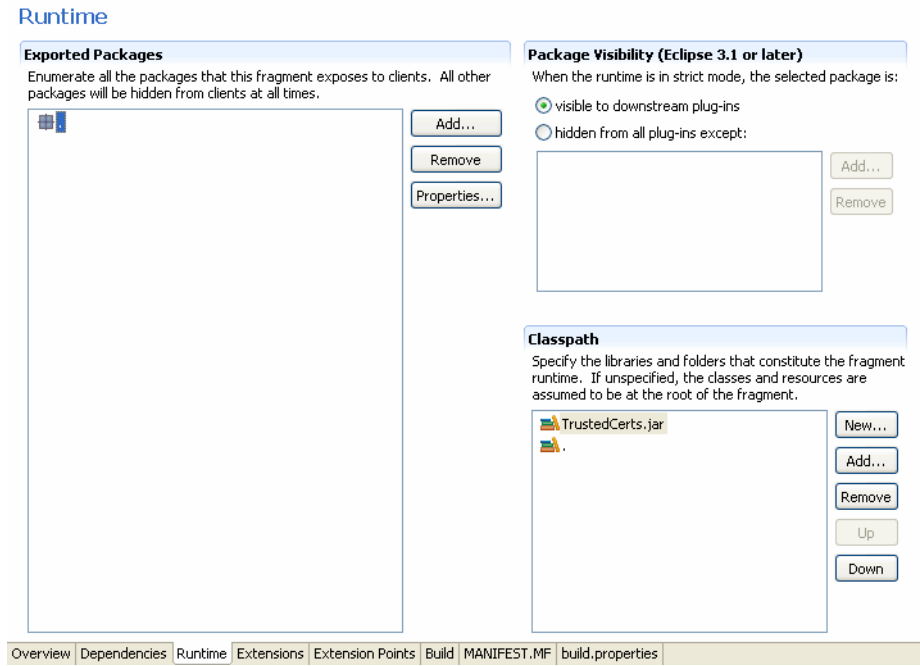 Runtime
Exported Packages
Enumerate all the packages that this fragment exposes to clients. All other
packages will be hidden from clients at all times.
.
Add...
Remove
Properties...
Package Visibility (Eclipse 3.1 or later)
When the runtime is in strict mode, the selected package is:
visible to downstream plug-ins
hidden from all plug-ins except:
Add...
Remove
Classpath
Specify the libraries and folders that constitute the fragment
runtime. If unspecified, the classes and resources are
assumed to be at the root of the fragment.
TrustedCerts.jar
.
New...
Add...
Remove
Up
Down
Overview Dependencies Runtime Extensions Extension Points Build MANIFEST.MF build.properties